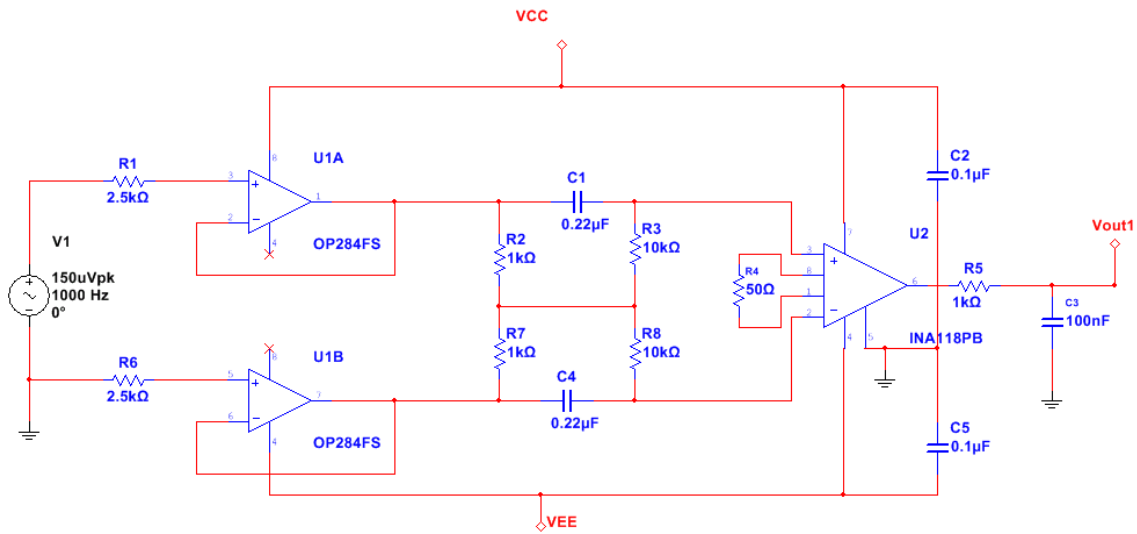 VCC
R1
2.5kΩ
3
2
8
4
1
U1A
OP284FS
C1
0.22µF
R2
1kΩ
R3
10kΩ
C2
0.1µF
V1
150uVpk
1000 Hz
0°
R4
50Ω
3
8
1
2
7
4
5
6
U2
INA118PB
R5
1kΩ
Vout1
C3
100nF
R6
2.5kΩ
5
6
8
4
7
U1B
OP284FS
R7
1kΩ
R8
10kΩ
C4
0.22µF
C5
0.1µF
VEE